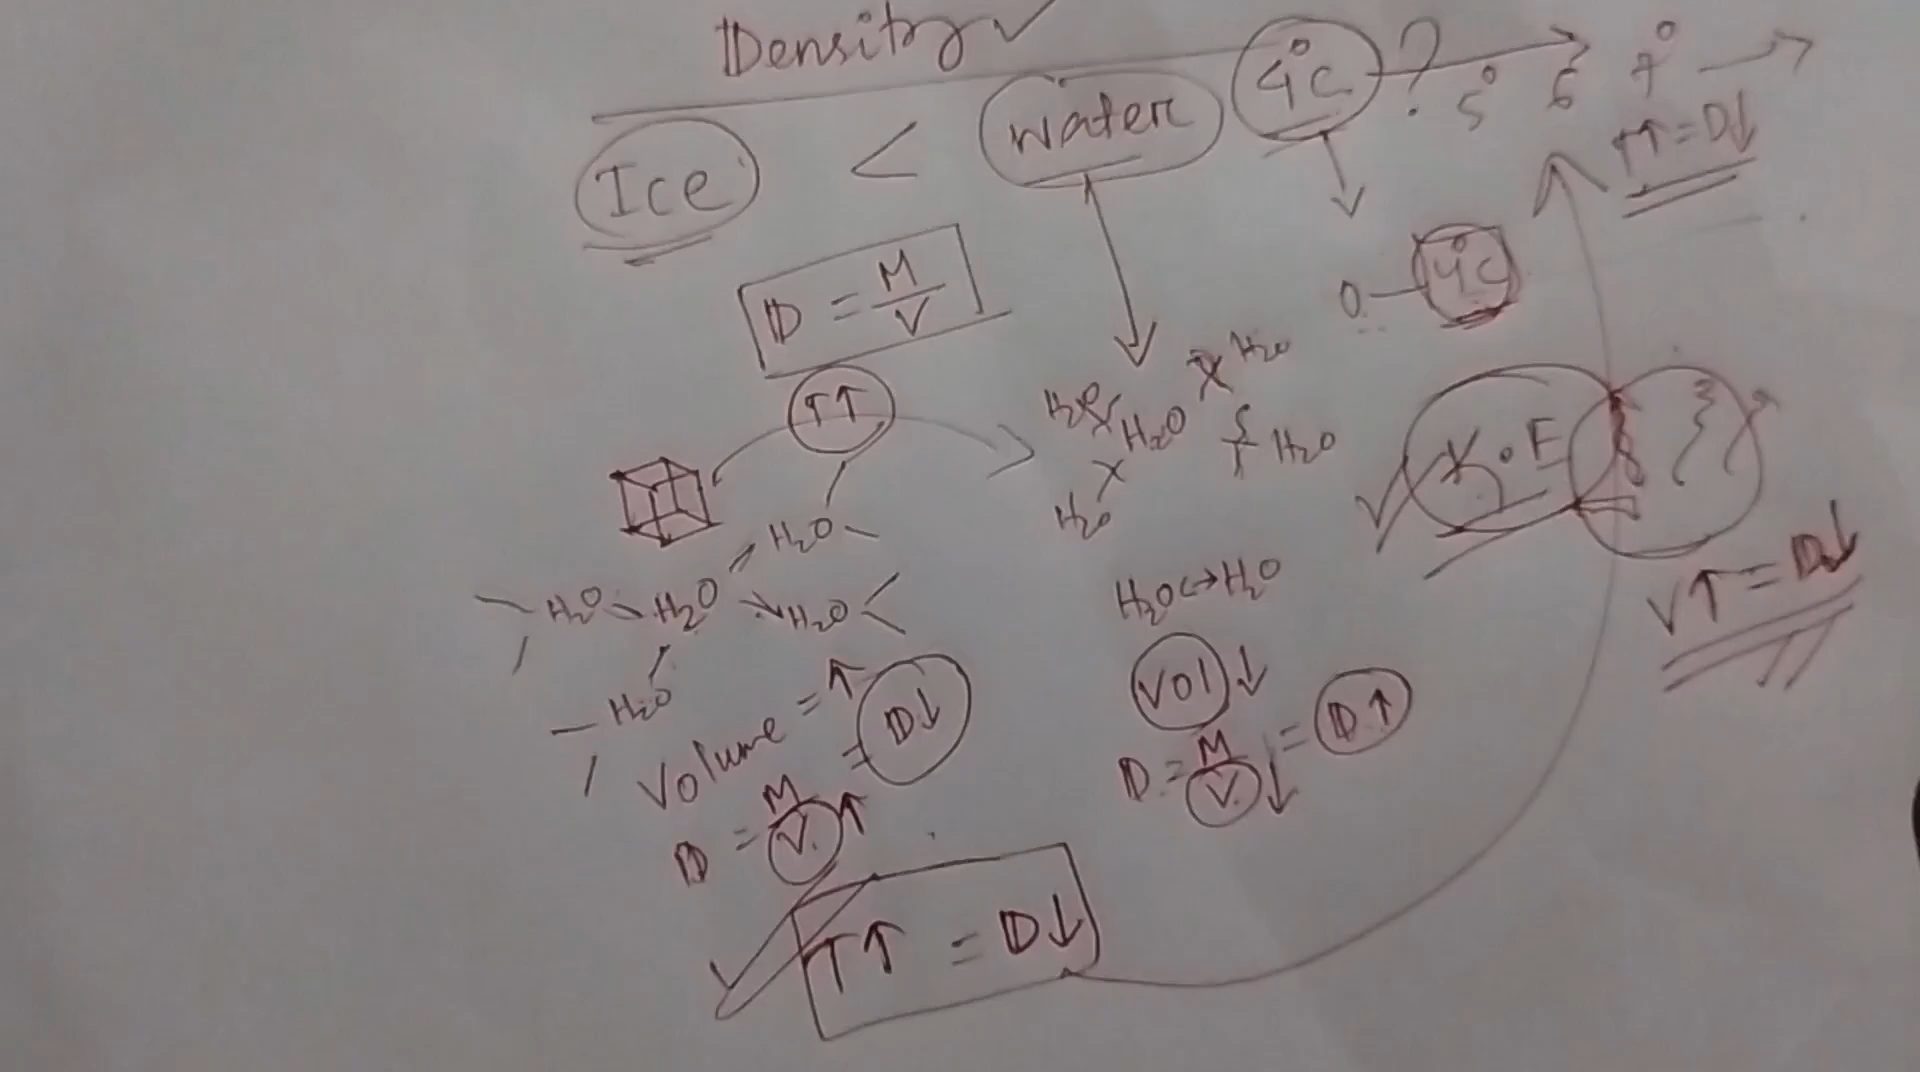 Density
Ice < water 4°C ? 5° 6 7°
T↑ = D↓
D = M/V
0 - 4°C
T↑
H₂O
H₂O H₂O
H₂O
H₂O
K.E
H₂O
H₂O H₂O H₂O
H₂O
H₂O ↔ H₂O
V↑ = D↓
Volume = ↑ = D↓
D = M/V↑
Vol ↓
D = M/V↓ = D↑
T↑ = D↓